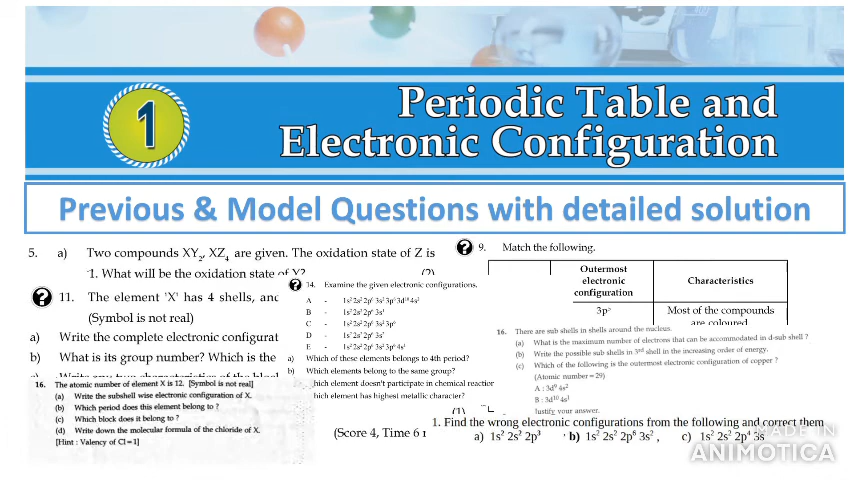 1
Periodic Table and
Electronic Configuration
Previous & Model Questions with detailed solution
5. a) Two compounds XY₂, XZ₄ are given. The oxidation state of Z is
-1. What will be the oxidation state of Y? (2)
? 11. The element 'X' has 4 shells, and
(Symbol is not real)
a) Write the complete electronic configurat
b) What is its group number? Which is the
16. The atomic number of element X is 12. [Symbol is not real]
(a) Write the subshell wise electronic configuration of X.
(b) Which period does this element belong to ?
(c) Which block does it belong to ?
(d) Write down the molecular formula of the chloride of X.
[Hint : Valency of Cl = 1]
? 14. Examine the given electronic configurations.
A - 1s² 2s² 2p⁶ 3s² 3p⁶ 3d¹⁰ 4s¹
B - 1s² 2s² 2p⁶ 3s¹
C - 1s² 2s² 2p⁶ 3s² 3p⁶
D - 1s² 2s² 2p⁶ 3s²
E - 1s² 2s² 2p⁶ 3s² 3p⁶ 4s¹
a) Which of these elements belongs to 4th period?
b) Which elements belong to the same group?
hich element doesn't participate in chemical reaction
hich element has highest metallic character?
(1)
(Score 4, Time 6 r
? 9. Match the following.
Outermost electronic configuration
Characteristics
3p⁵
Most of the compounds are coloured
16. There are sub shells in shells around the nucleus.
(a) What is the maximum number of electrons that can be accommodated in d-sub shell ?
(b) Write the possible sub shells in 3rd shell in the increasing order of energy.
(c) Which of the following is the outermost electronic configuration of copper ?
(Atomic number = 29)
A : 3d⁹ 4s²
B : 3d¹⁰ 4s¹
Justify your answer.
1. Find the wrong electronic configurations from the following and correct them
a) 1s² 2s² 2p³ b) 1s² 2s² 2p⁶ 3s² , c) 1s² 2s² 2p⁴ 3s
MADE IN
ANIMOTICA